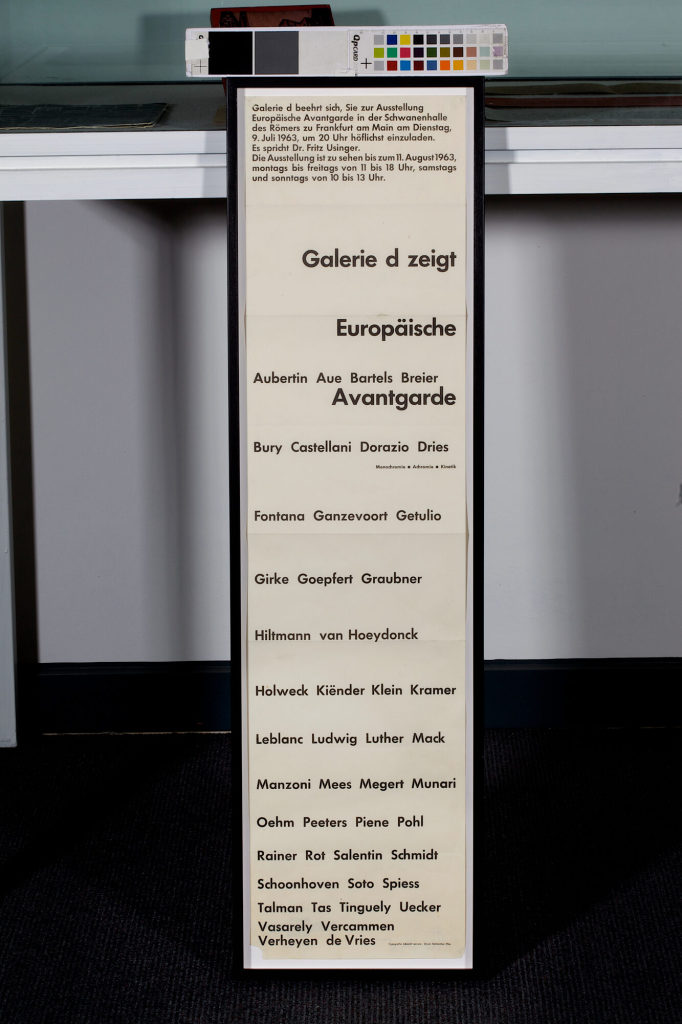 QPCARD
Galerie d beehrt sich, Sie zur Ausstellung
Europäische Avantgarde in der Schwanenhalle
des Römers zu Frankfurt am Main am Dienstag,
9. Juli 1963, um 20 Uhr höflichst einzuladen.
Es spricht Dr. Fritz Usinger.
Die Ausstellung ist zu sehen bis zum 11. August 1963,
montags bis freitags von 11 bis 18 Uhr, samstags
und sonntags von 10 bis 13 Uhr.
Galerie d zeigt
Europäische
Aubertin Aue Bartels Breier
Avantgarde
Bury Castellani Dorazio Dries
Monochromie ■ Achromie ■ Kinetik
Fontana Ganzevoort Getulio
Girke Goepfert Graubner
Hiltmann van Hoeydonck
Holweck Kiënder Klein Kramer
Leblanc Ludwig Luther Mack
Manzoni Mees Megert Munari
Oehm Peeters Piene Pohl
Rainer Rot Salentin Schmidt
Schoonhoven Soto Spiess
Talman Tas Tinguely Uecker
Vasarely Vercammen
Verheyen de Vries